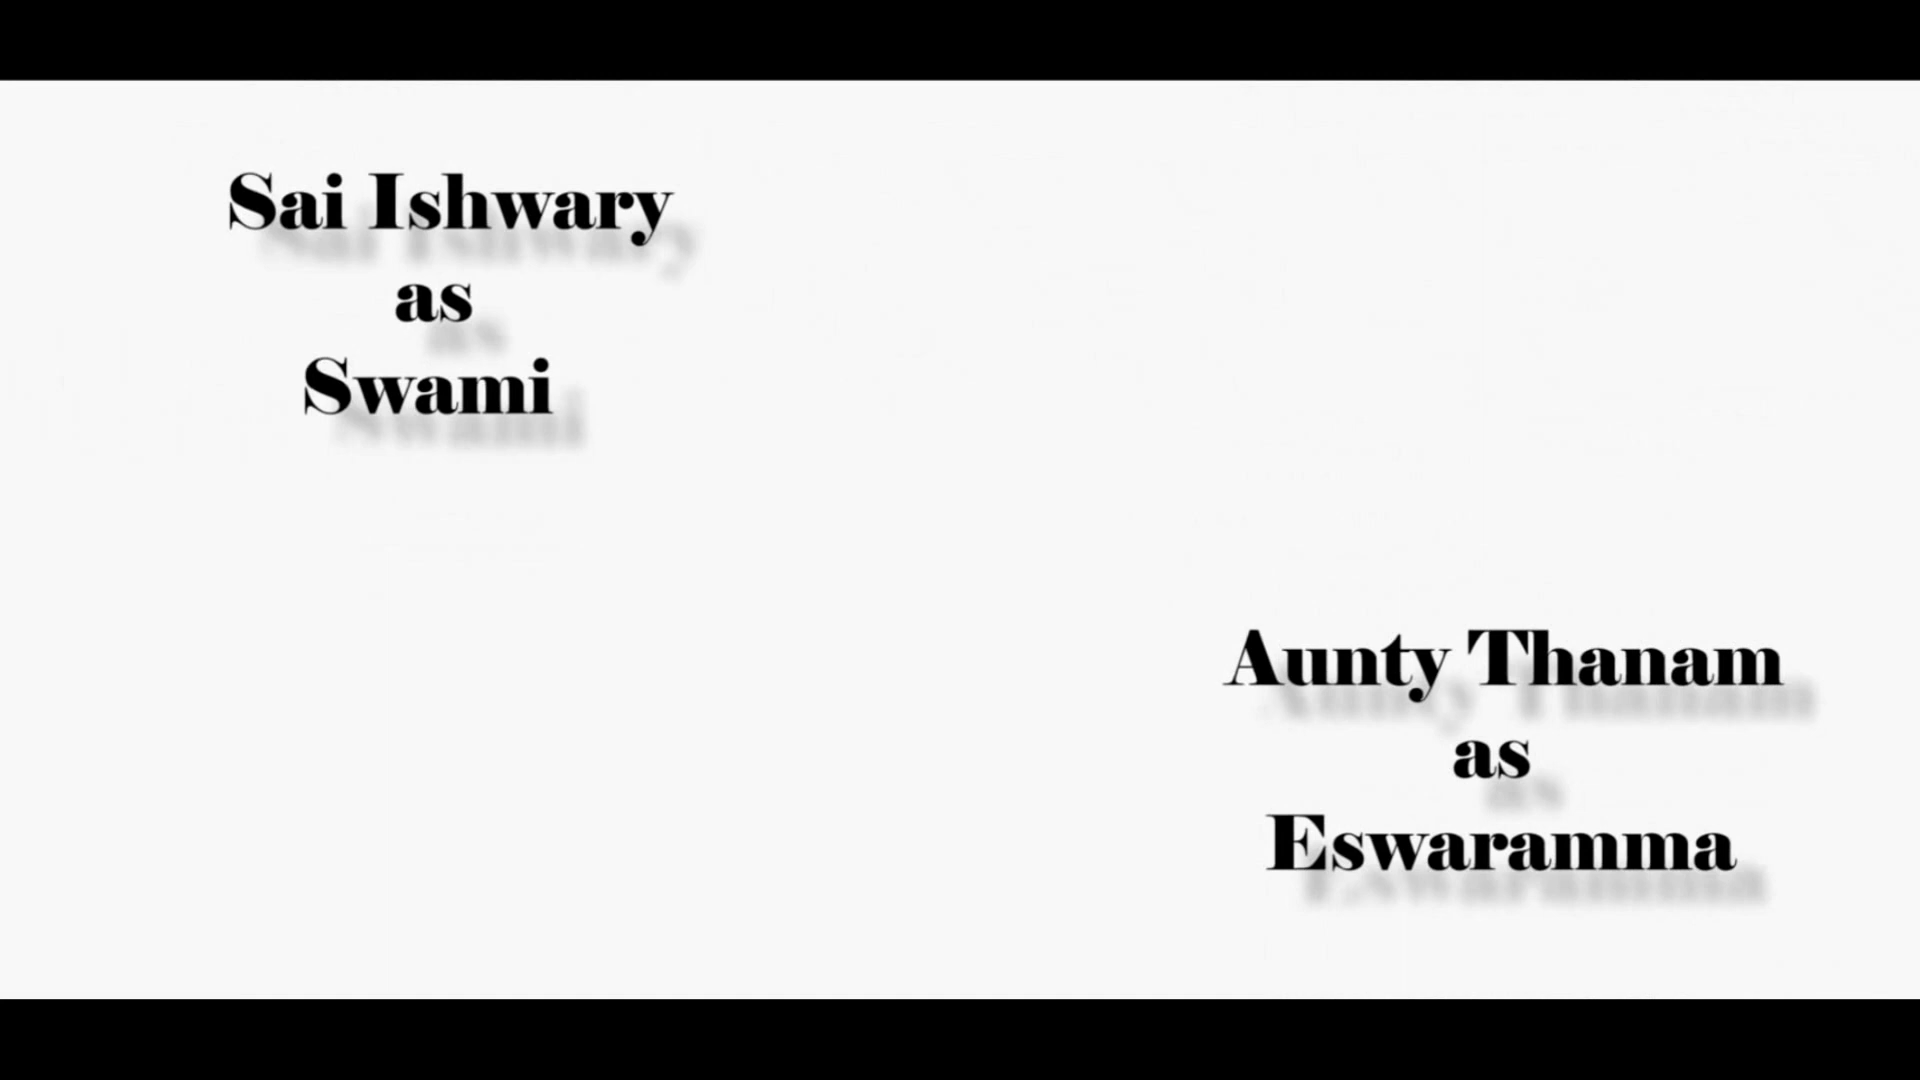 Sai Ishwary
as
Swami
Aunty Thanam
as
Eswaramma